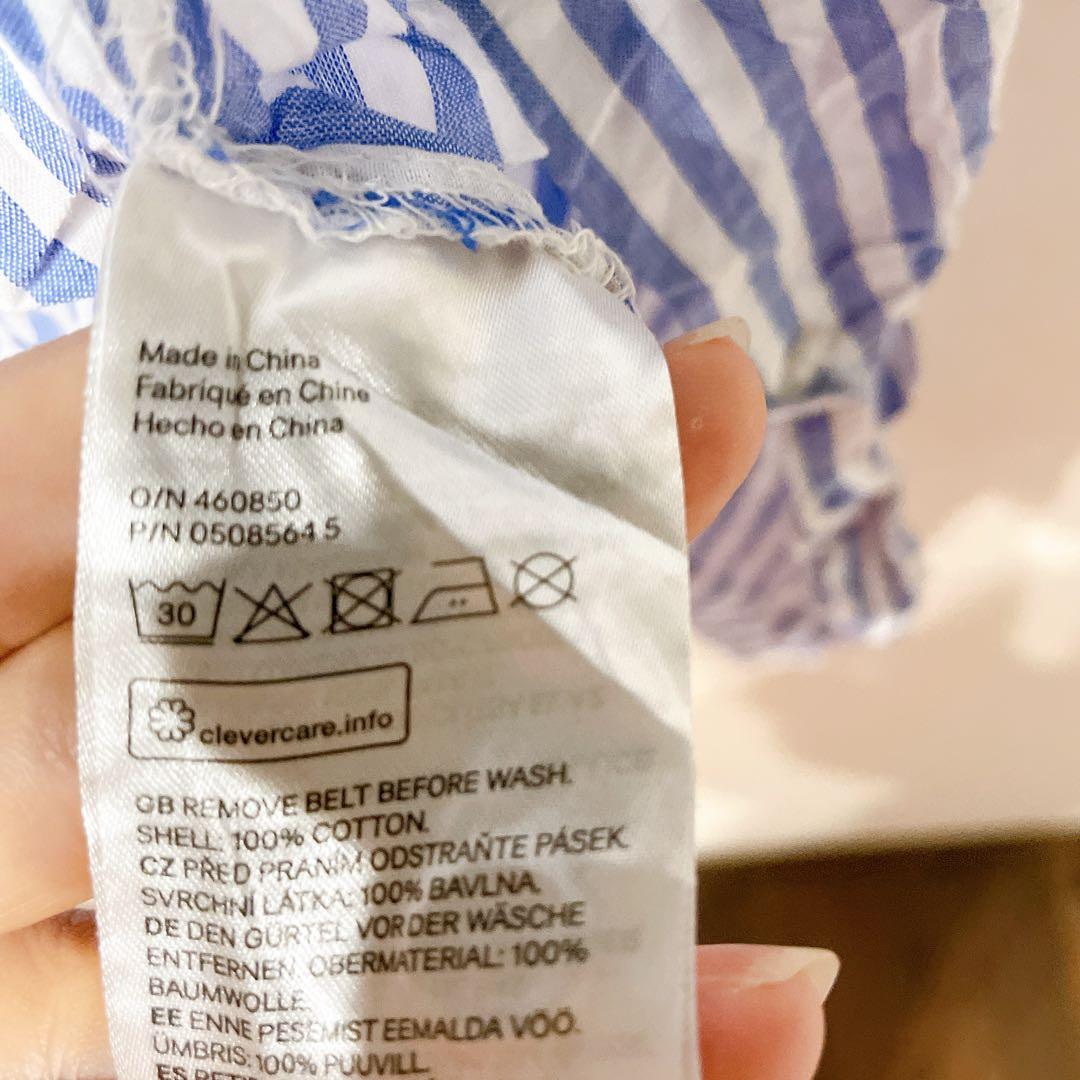 Made in China
Fabriqué en Chine
Hecho en China
O/N 460850
P/N 0508564.5
30
clevercare.info
GB REMOVE BELT BEFORE WASH.
SHELL: 100% COTTON.
CZ PŘED PRANÍM ODSTRAŇTE PÁSEK.
SVRCHNÍ LÁTKA: 100% BAVLNA.
DE DEN GÜRTEL VOR DER WÄSCHE
ENTFERNEN. OBERMATERIAL: 100%
BAUMWOLLE.
EE ENNE PESEMIST EEMALDA VÖÖ.
ÜMBRIS: 100% PUUVILL.
ES